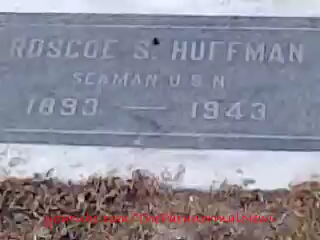 ROSCOE S. HUFFMAN
SEAMAN U S N
1893 — 1943